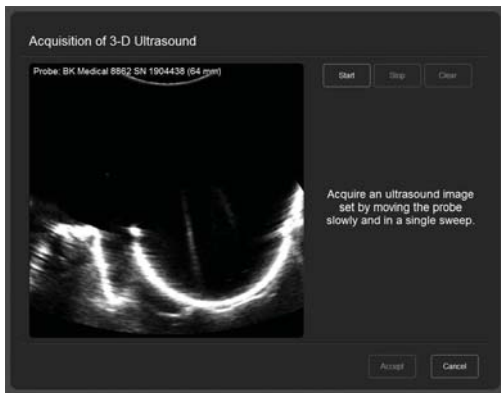 Acquisition of 3-D Ultrasound
Probe: BK Medical 8862 SN 1904438 (64 mm)
Start Stop Clear
Acquire an ultrasound image
set by moving the probe
slowly and in a single sweep.
Accept Cancel